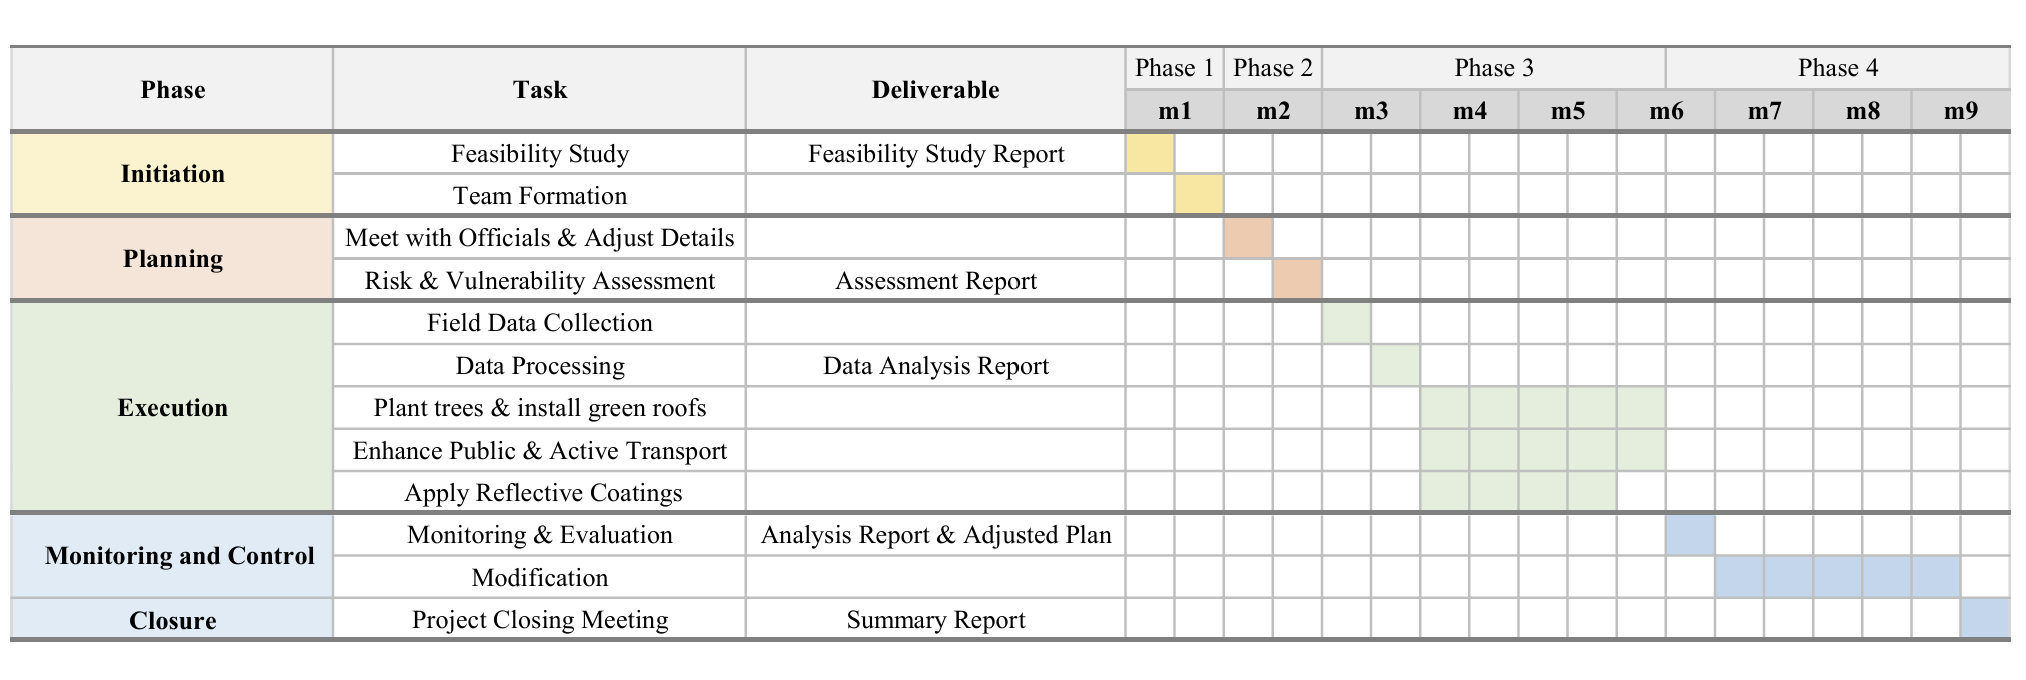 Phase Task Deliverable Phase 1 Phase 2 Phase 3 Phase 4
m1 m2 m3 m4 m5 m6 m7 m8 m9
Initiation
Feasibility Study Feasibility Study Report
Team Formation
Planning
Meet with Officials & Adjust Details
Risk & Vulnerability Assessment Assessment Report
Execution
Field Data Collection
Data Processing Data Analysis Report
Plant trees & install green roofs
Enhance Public & Active Transport
Apply Reflective Coatings
Monitoring and Control
Monitoring & Evaluation Analysis Report & Adjusted Plan
Modification
Closure Project Closing Meeting Summary Report